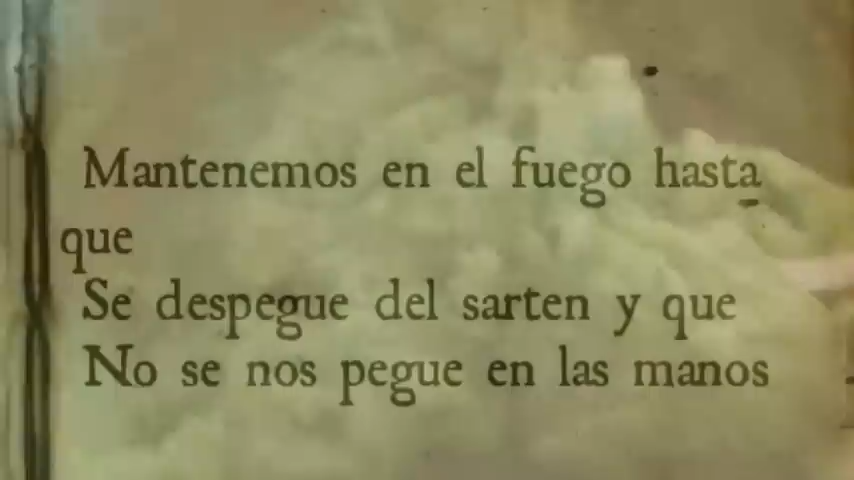 Mantenemos en el fuego hasta
que
Se despegue del sarten y que
No se nos pegue en las manos